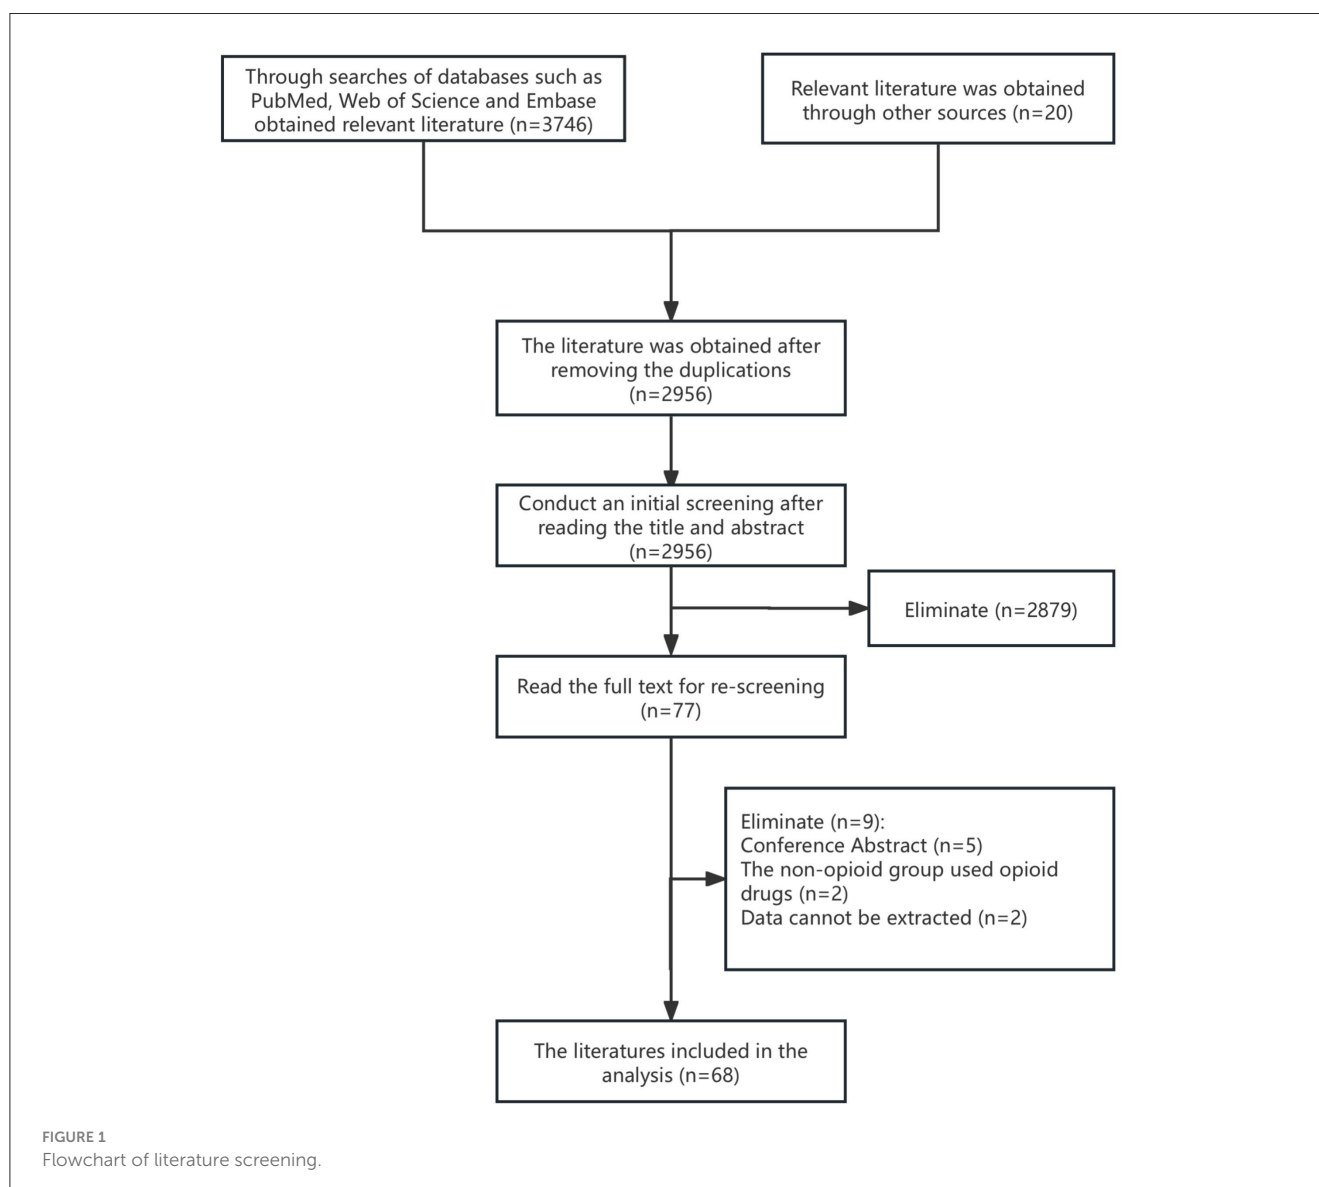 Through searches of databases such as
PubMed, Web of Science and Embase
obtained relevant literature (n=3746)
Relevant literature was obtained
through other sources (n=20)
The literature was obtained after
removing the duplications
(n=2956)
Conduct an initial screening after
reading the title and abstract
(n=2956)
Eliminate (n=2879)
Read the full text for re-screening
(n=77)
Eliminate (n=9):
Conference Abstract (n=5)
The non-opioid group used opioid
drugs (n=2)
Data cannot be extracted (n=2)
The literatures included in the
analysis (n=68)
FIGURE 1
Flowchart of literature screening.